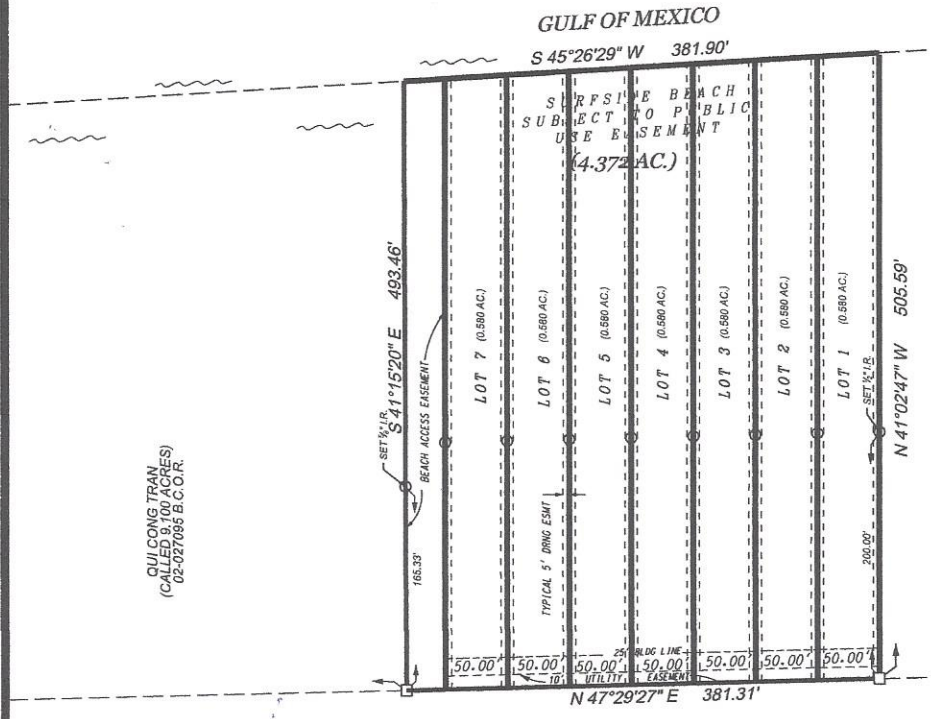 GULF OF MEXICO
S 45°26'29" W 381.90'
SURFSIDE BEACH
SUBJECT TO PUBLIC
USE EASEMENT
(4.372 AC.)
S 41°15'20" E 493.46'
SET ½" I.R.
BEACH ACCESS EASEMENT
165.33'
LOT 7 (0.580 AC.)
LOT 6 (0.580 AC.)
LOT 5 (0.580 AC.)
LOT 4 (0.580 AC.)
LOT 3 (0.580 AC.)
LOT 2 (0.580 AC.)
LOT 1 (0.580 AC.)
SET ½" I.R.
N 41°02'47" W 505.59'
200.00'
QUI CONG TRAN
(CALLED 9.100 ACRES)
02-027095 B.C.O.R.
TYPICAL 5' DRNG ESMT
25' BLDG LINE
50.00' 50.00' 50.00' 50.00' 50.00' 50.00' 50.00'
10' UTILITY EASEMENT
N 47°29'27" E 381.31'